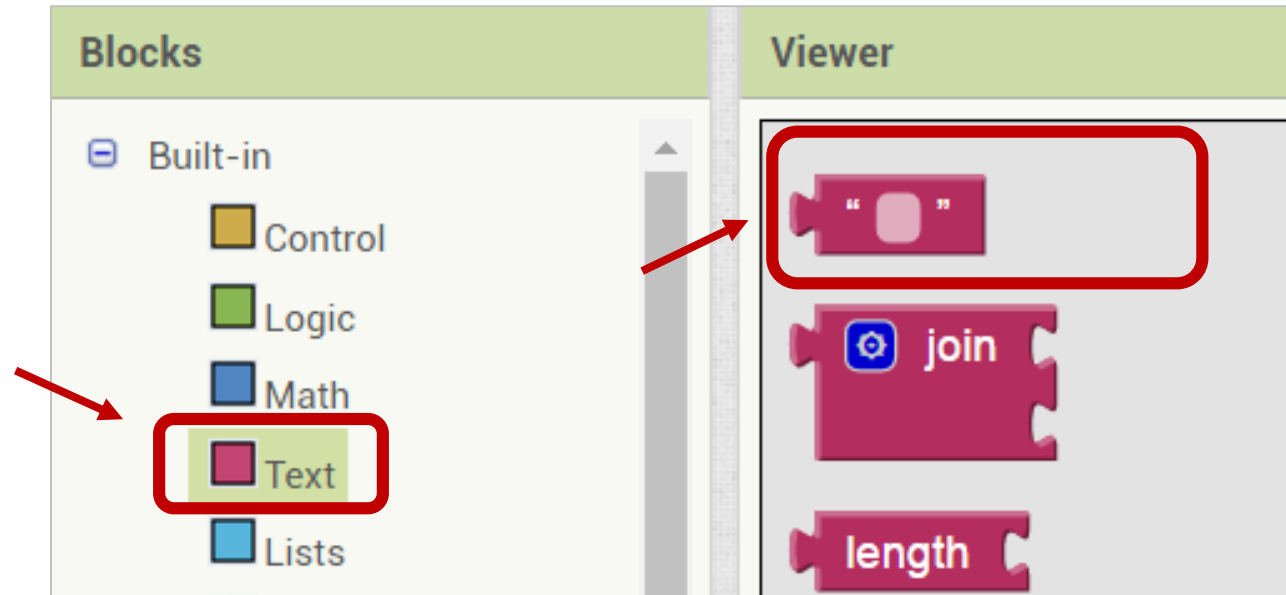 Blocks
Built-in
Control
Logic
Math
Text
Lists
Viewer
“ ”
join
length